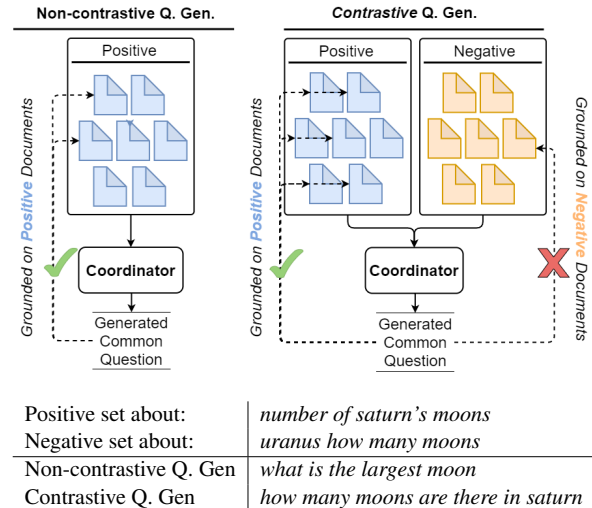 Non-contrastive Q. Gen.
Positive
Grounded on Positive Documents
Coordinator
Generated
Common
Question
Contrastive Q. Gen.
Positive
Negative
Grounded on Positive Documents
Grounded on Negative Documents
Coordinator
Generated
Common
Question
Positive set about: number of saturn's moons
Negative set about: uranus how many moons
Non-contrastive Q. Gen what is the largest moon
Contrastive Q. Gen how many moons are there in saturn